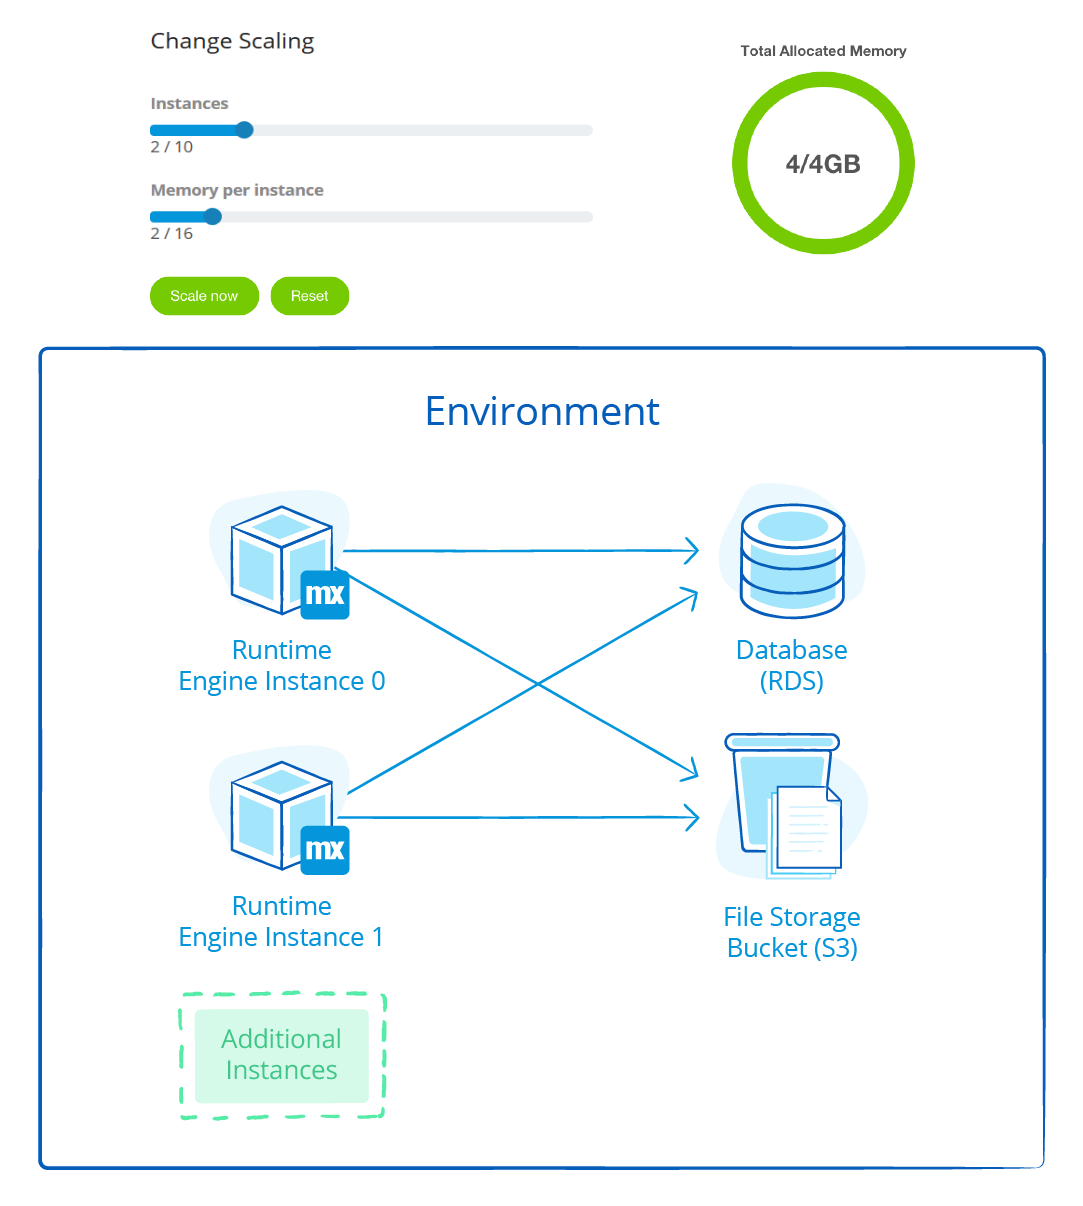 Change Scaling
Total Allocated Memory
Instances
2 / 10
4/4GB
Memory per instance
2 / 16
Scale now
Reset
Environment
mx
Runtime
Engine Instance 0
Database
(RDS)
mx
Runtime
Engine Instance 1
File Storage
Bucket (S3)
Additional
Instances